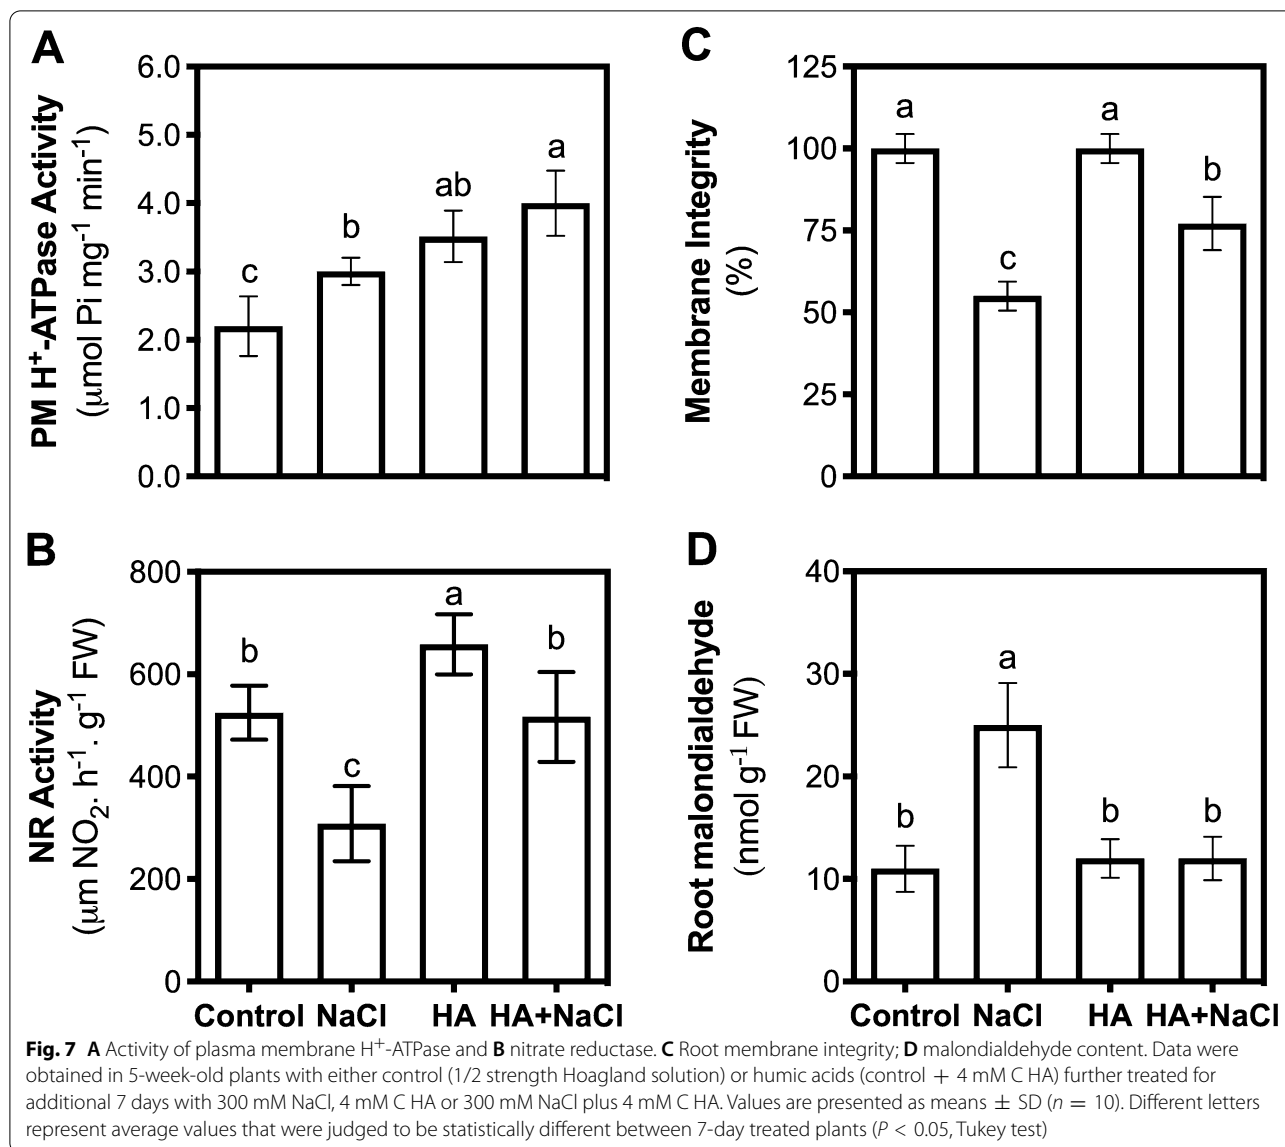 A
PM H⁺-ATPase Activity
(µmol Pi mg⁻¹ min⁻¹)
6.0
5.0
4.0
3.0
2.0
1.0
0.0
c
b
ab
a
C
Membrane Integrity
(%)
125
100
75
50
25
0
a
c
a
b
B
NR Activity
(µm NO₂. h⁻¹. g⁻¹ FW)
800
600
400
200
0
b
c
a
b
Control NaCl HA HA+NaCl
D
Root malondialdehyde
(nmol g⁻¹ FW)
40
30
20
10
0
b
a
b
b
Control NaCl HA HA+NaCl
Fig. 7 A Activity of plasma membrane H⁺-ATPase and B nitrate reductase. C Root membrane integrity; D malondialdehyde content. Data were
obtained in 5-week-old plants with either control (1/2 strength Hoagland solution) or humic acids (control + 4 mM C HA) further treated for
additional 7 days with 300 mM NaCl, 4 mM C HA or 300 mM NaCl plus 4 mM C HA. Values are presented as means ± SD (n = 10). Different letters
represent average values that were judged to be statistically different between 7-day treated plants (P < 0.05, Tukey test)